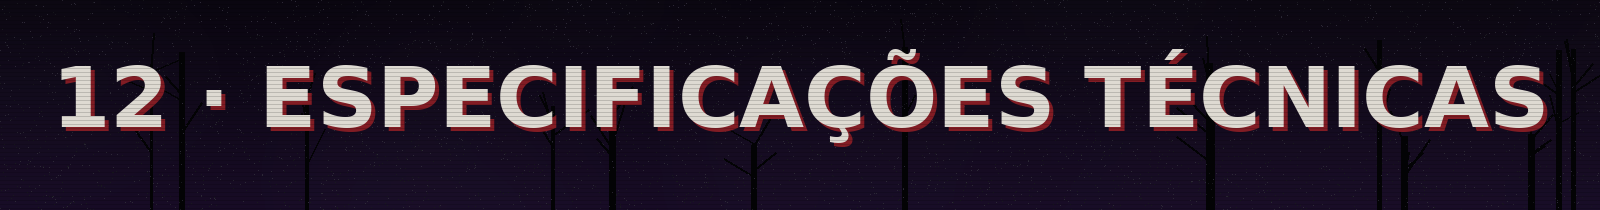 12 · ESPECIFICAÇÕES TÉCNICAS